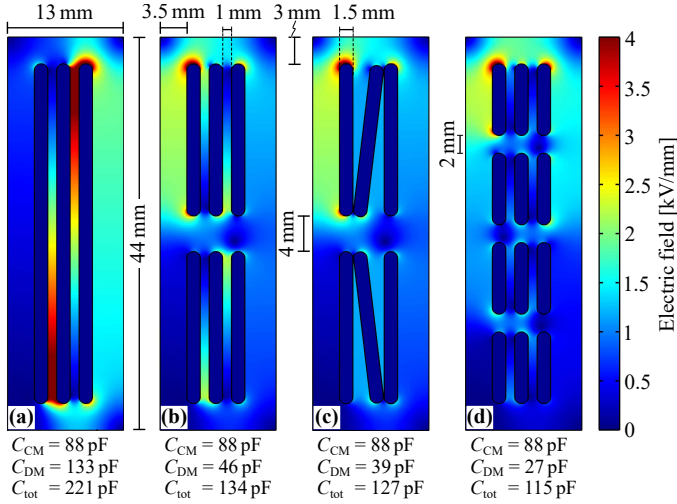 13 mm
3.5 mm
1 mm
3 mm
1.5 mm
44 mm
4 mm
2 mm
(a)
(b)
(c)
(d)
4
3.5
3
2.5
2
1.5
1
0.5
0
Electric field [kV/mm]
C_CM = 88 pF
C_DM = 133 pF
C_tot = 221 pF
C_CM = 88 pF
C_DM = 46 pF
C_tot = 134 pF
C_CM = 88 pF
C_DM = 39 pF
C_tot = 127 pF
C_CM = 88 pF
C_DM = 27 pF
C_tot = 115 pF